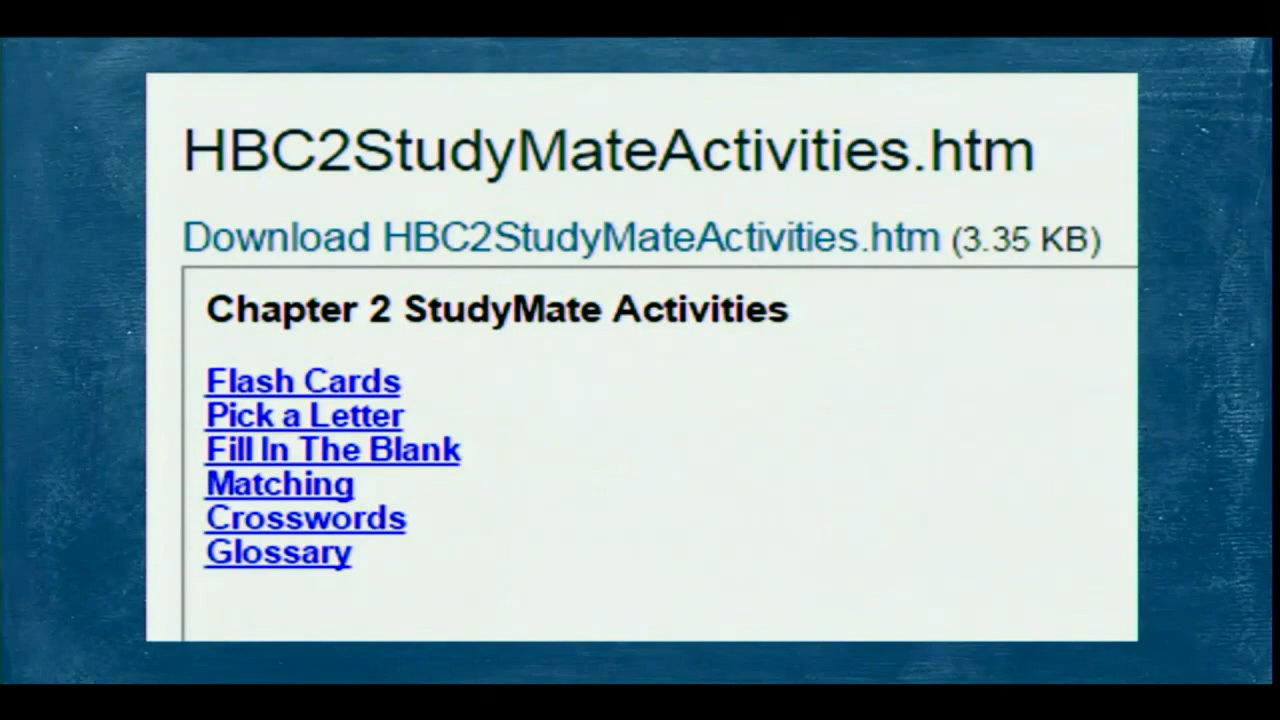 HBC2StudyMateActivities.htm
Download HBC2StudyMateActivities.htm (3.35 KB)
Chapter 2 StudyMate Activities
Flash Cards
Pick a Letter
Fill In The Blank
Matching
Crosswords
Glossary